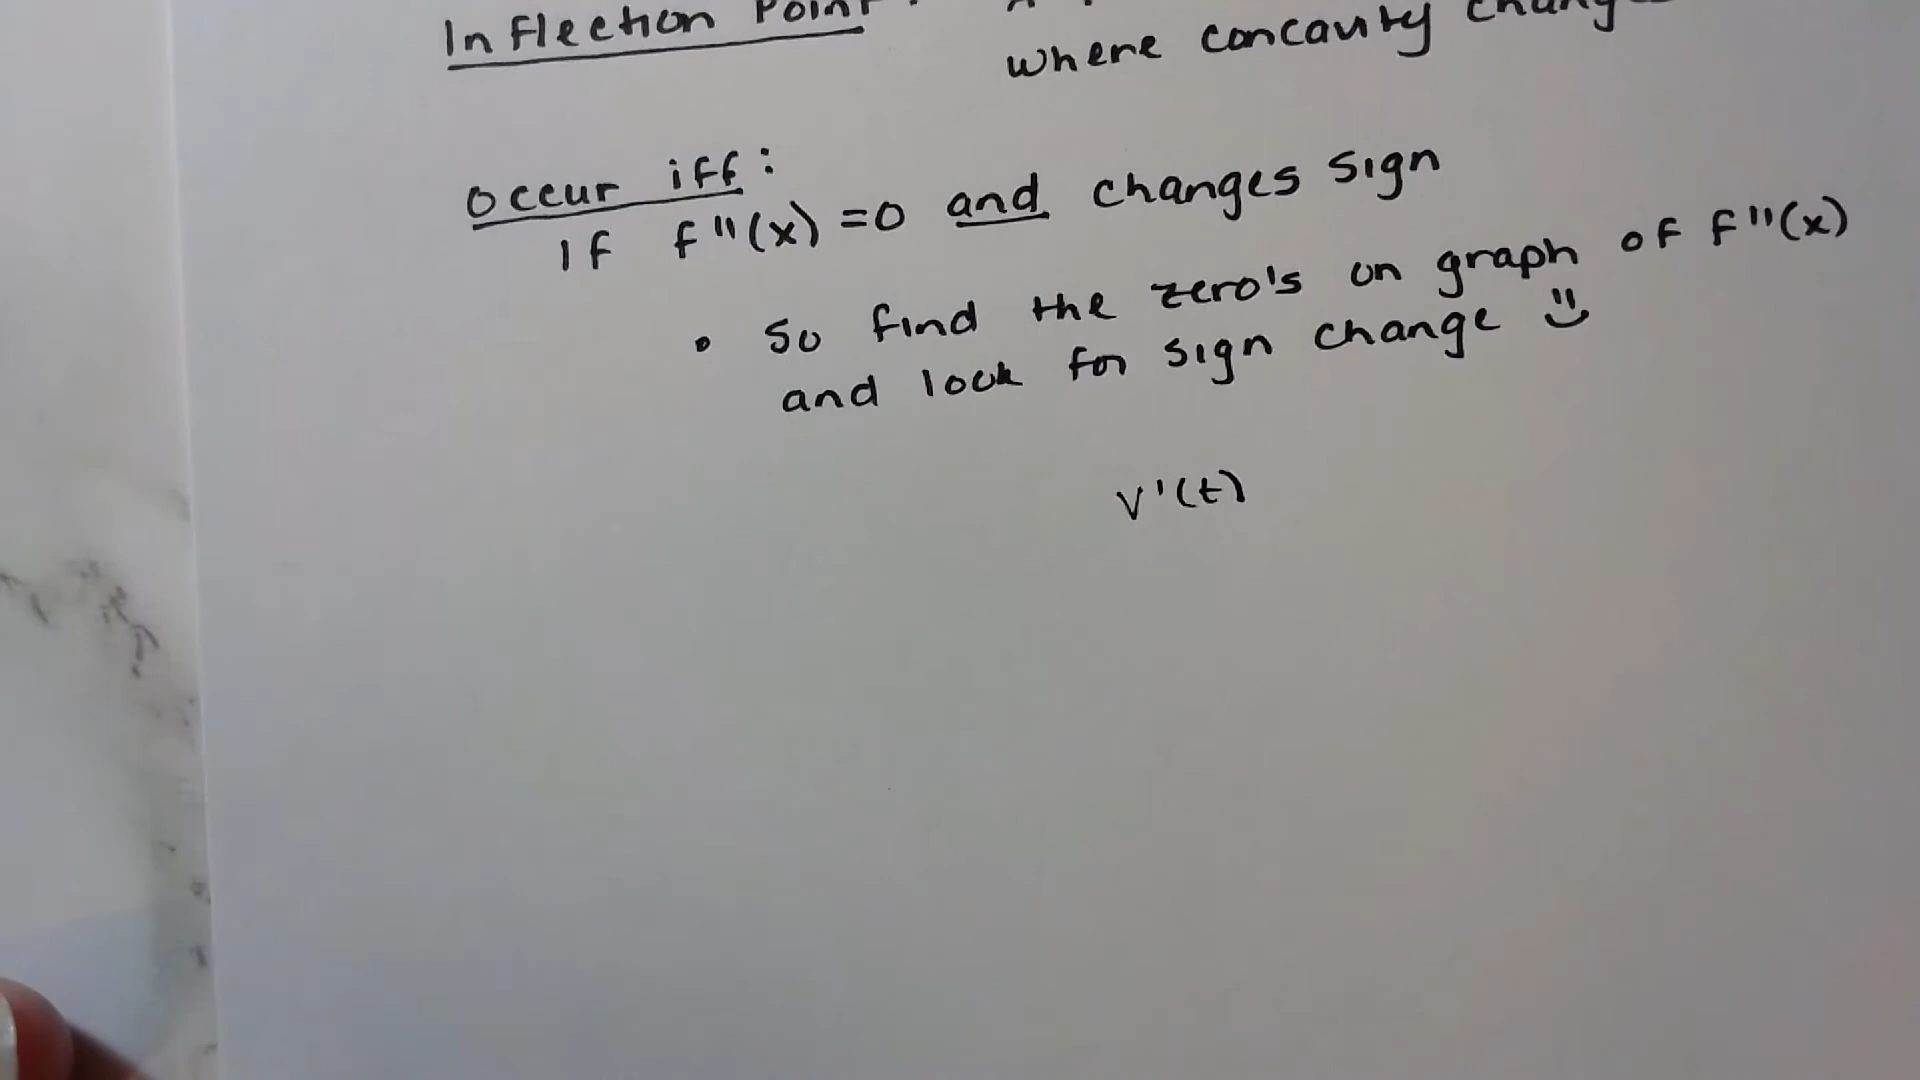 Inflection Point
where concavity
occur iff:
If f"(x) =0 and changes sign
• So find the zero's on graph of f"(x)
and look for sign change
v'(t)